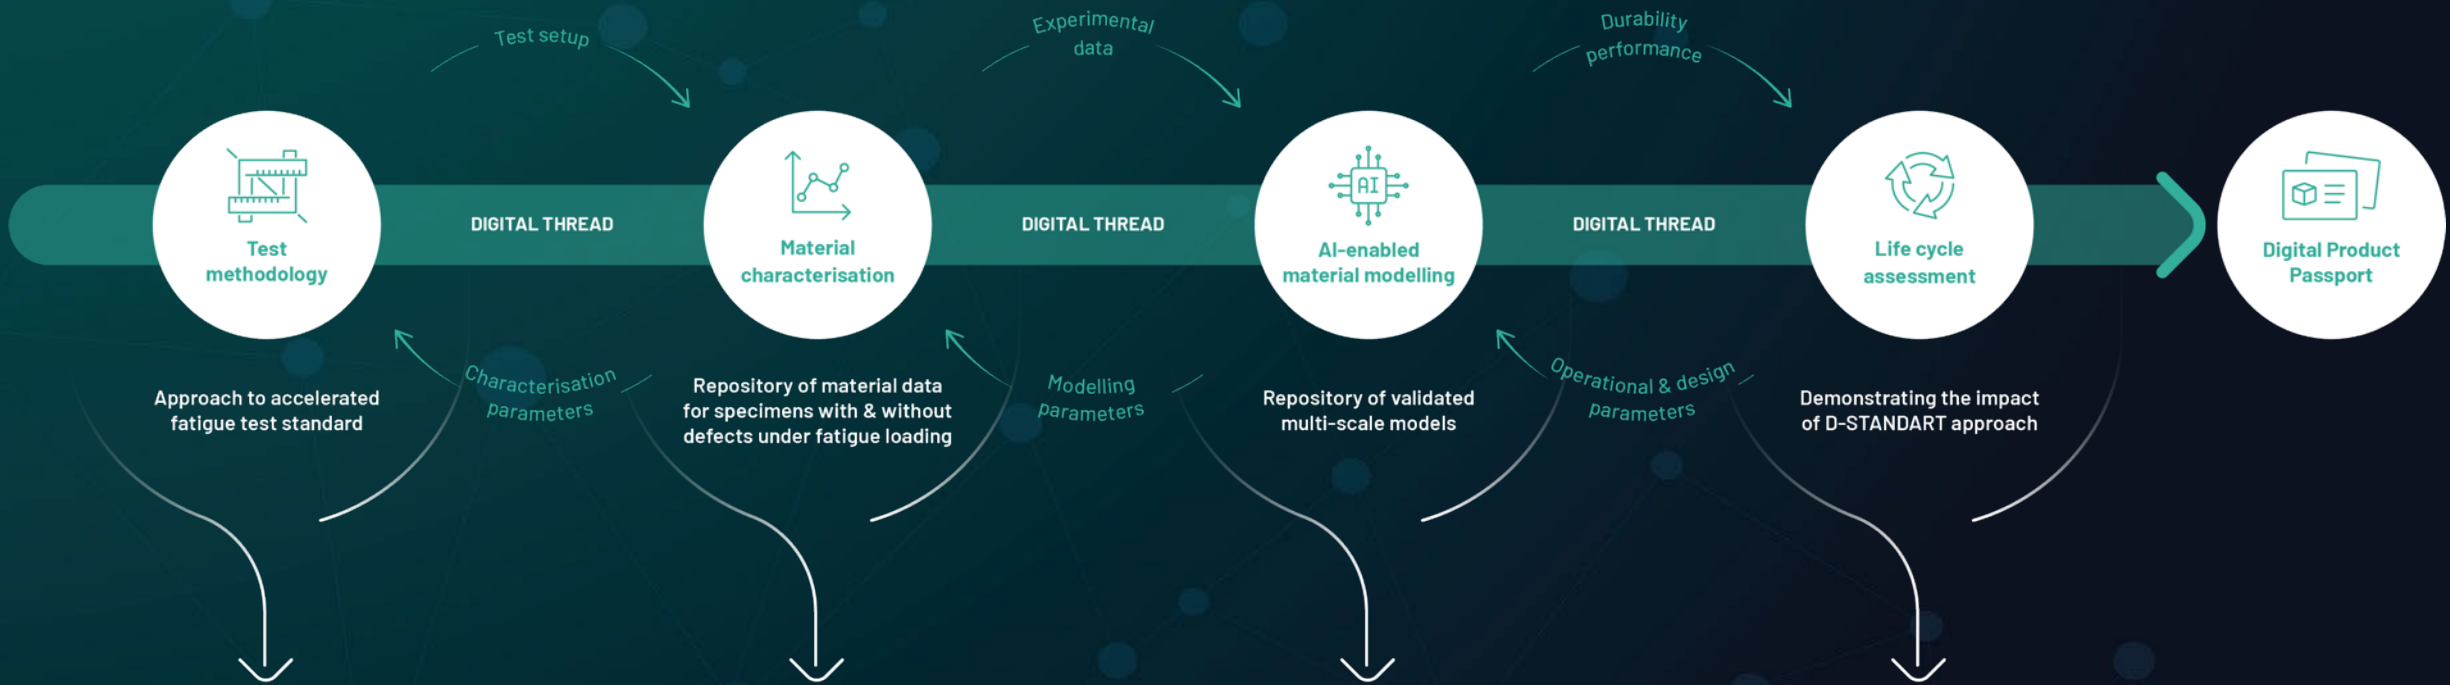 Test setup
Experimental
data
Durability
performance
Test
methodology
DIGITAL THREAD
Material
characterisation
DIGITAL THREAD
AI
AI-enabled
material modelling
DIGITAL THREAD
Life cycle
assessment
Digital Product
Passport
Approach to accelerated
fatigue test standard
Characterisation
parameters
Repository of material data
for specimens with & without
defects under fatigue loading
Modelling
parameters
Repository of validated
multi-scale models
Operational & design
parameters
Demonstrating the impact
of D-STANDART approach